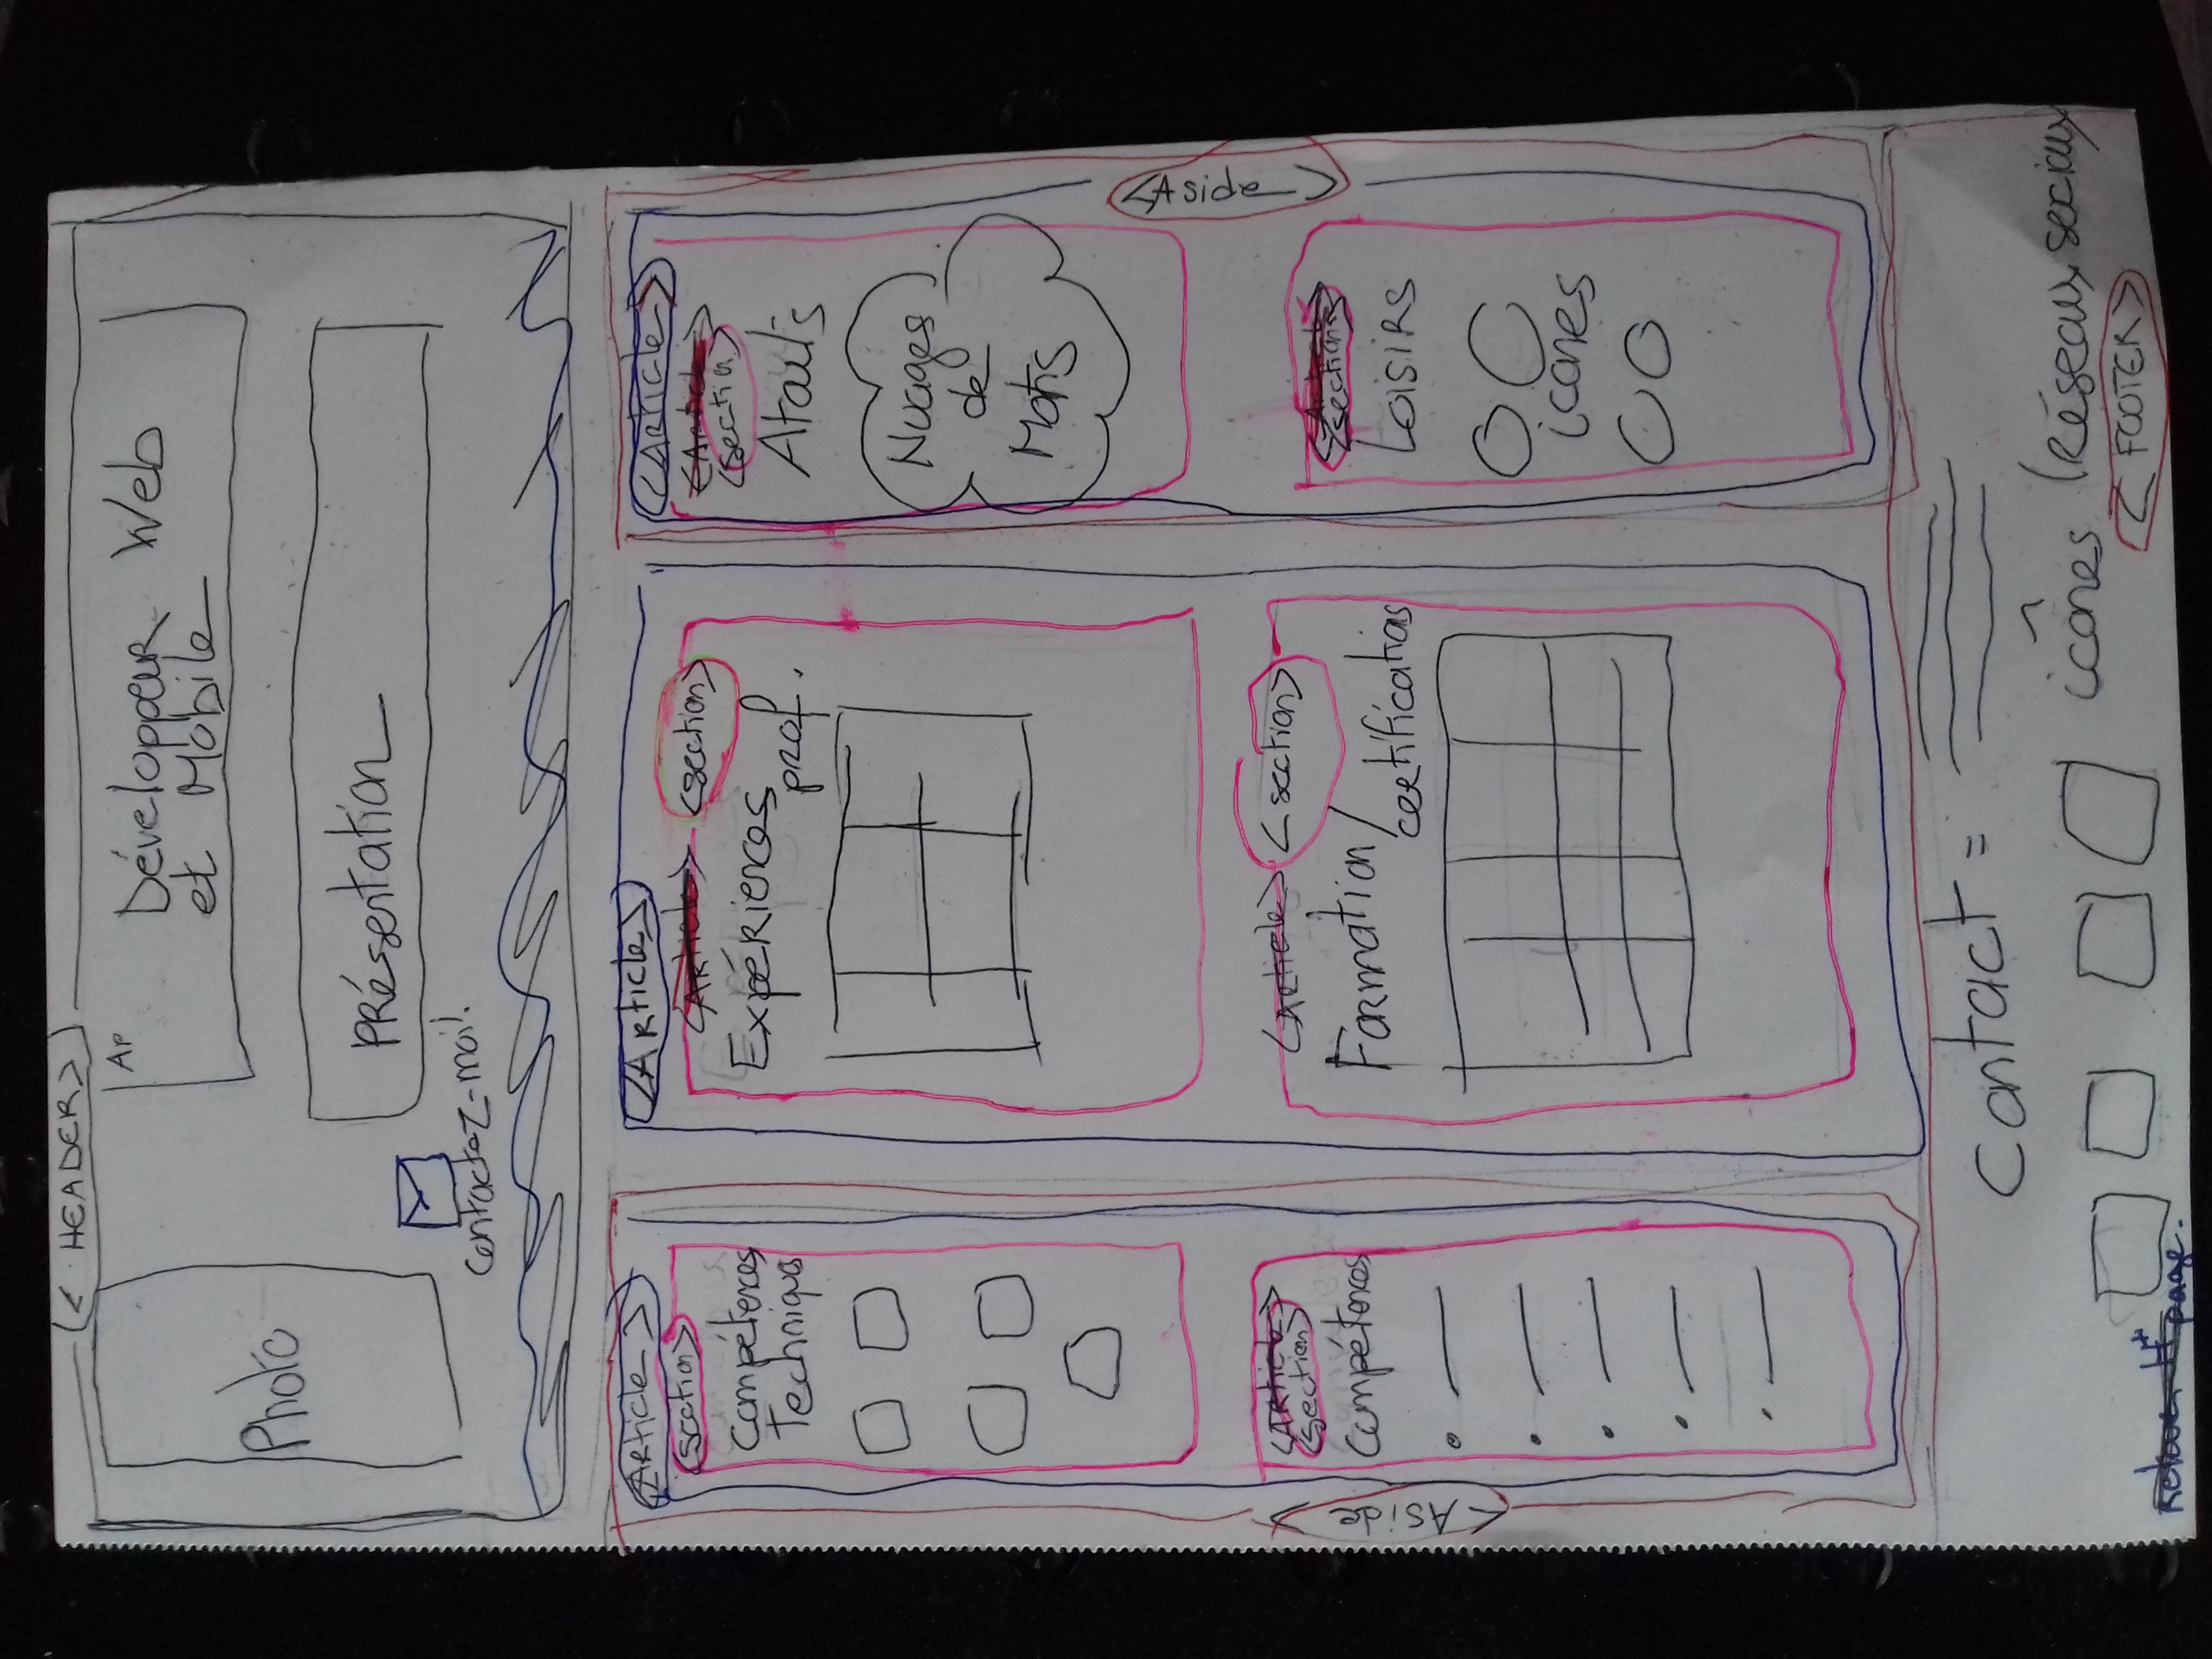 < HEADER>
AP
Développeur Web
et Mobile
Photo
PRésentation
Contactez-moi!
<Article>
<section>
Compétences
Techniques
<Article>
<Article>
<section>
Expériences
prof.
<Article>
<Article>
<section>
Atouts
Nuages
de
Mots
<Aside>
<Article>
<section>
Compétences
<Aside>
<Article>
<section>
Formation/
certifications
<Article>
<section>
Loisirs
icones
Contact =
icônes (Réseaux sociaux
<FOOTER>
Retour Ht
page.